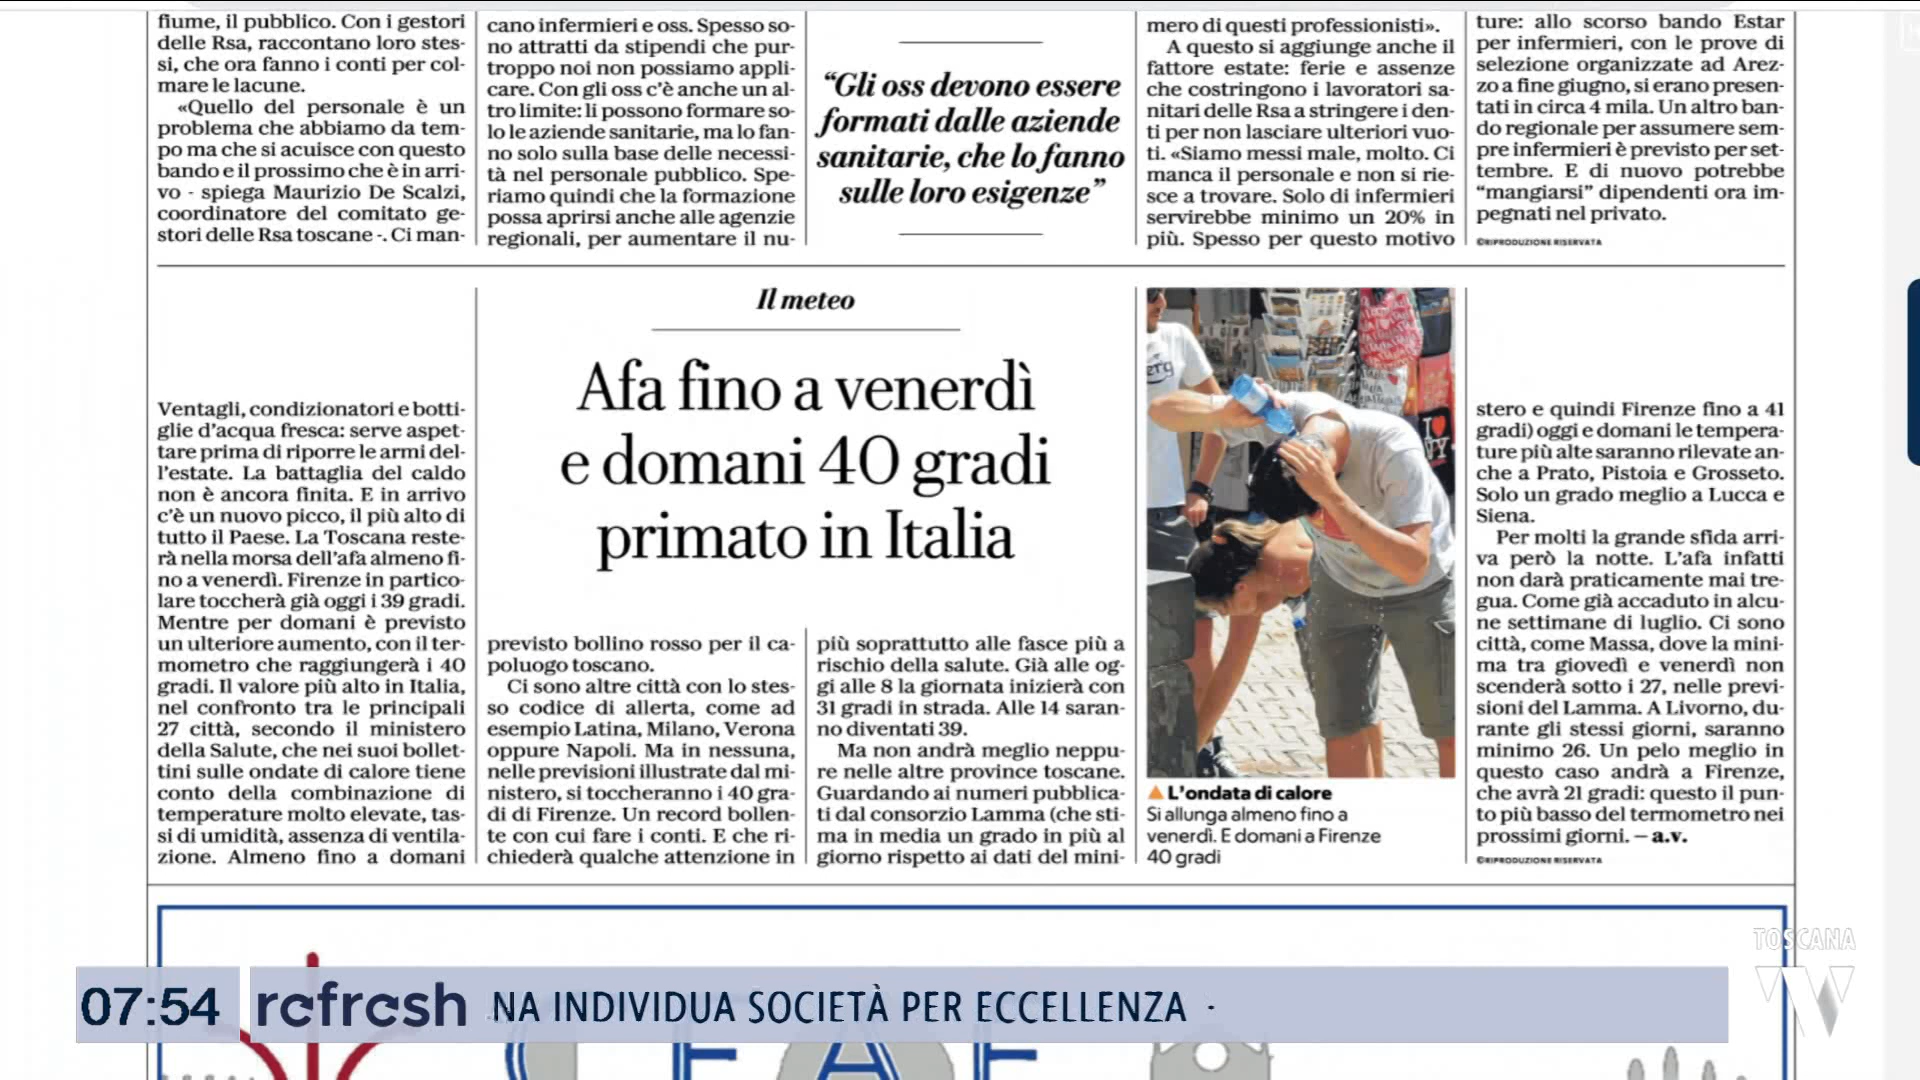 fiume, il pubblico. Con i gestori
delle Rsa, raccontano loro stes-
si, che ora fanno i conti per col-
mare le lacune.
«Quello del personale è un
problema che abbiamo da tem-
po ma che si acuisce con questo
bando e il prossimo che è in arri-
vo - spiega Maurizio De Scalzi,
coordinatore del comitato ge-
stori delle Rsa toscane -. Ci man-
cano infermieri e oss. Spesso so-
no attratti da stipendi che pur-
troppo noi non possiamo appli-
care. Con gli oss c'è anche un al-
tro limite: li possono formare so-
lo le aziende sanitarie, ma lo fan-
no solo sulla base delle necessi-
tà nel personale pubblico. Spe-
riamo quindi che la formazione
possa aprirsi anche alle agenzie
regionali, per aumentare il nu-
“Gli oss devono essere
formati dalle aziende
sanitarie, che lo fanno
sulle loro esigenze”
mero di questi professionisti».
A questo si aggiunge anche il
fattore estate: ferie e assenze
che costringono i lavoratori sa-
nitari delle Rsa a stringere i den-
ti per non lasciare ulteriori vuo-
ti. «Siamo messi male, molto. Ci
manca il personale e non si rie-
sce a trovare. Solo di infermieri
servirebbe minimo un 20% in
più. Spesso per questo motivo
ture: allo scorso bando Estar
per infermieri, con le prove di
selezione organizzate ad Arez-
zo a fine giugno, si erano presen-
tati in circa 4 mila. Un altro ban-
do regionale per assumere sem-
pre infermieri è previsto per set-
tembre. E di nuovo potrebbe
“mangiarsi” dipendenti ora im-
pegnati nel privato.
©RIPRODUZIONE RISERVATA
Il meteo
Afa fino a venerdì
e domani 40 gradi
primato in Italia
Ventagli, condizionatori e botti-
glie d'acqua fresca: serve aspet-
tare prima di riporre le armi del-
l'estate. La battaglia del caldo
non è ancora finita. E in arrivo
c'è un nuovo picco, il più alto di
tutto il Paese. La Toscana reste-
rà nella morsa dell'afa almeno fi-
no a venerdì. Firenze in partico-
lare toccherà già oggi i 39 gradi.
Mentre per domani è previsto
un ulteriore aumento, con il ter-
mometro che raggiungerà i 40
gradi. Il valore più alto in Italia,
nel confronto tra le principali
27 città, secondo il ministero
della Salute, che nei suoi bollet-
tini sulle ondate di calore tiene
conto della combinazione di
temperature molto elevate, tas-
si di umidità, assenza di ventila-
zione. Almeno fino a domani
previsto bollino rosso per il ca-
poluogo toscano.
Ci sono altre città con lo stes-
so codice di allerta, come ad
esempio Latina, Milano, Verona
oppure Napoli. Ma in nessuna,
nelle previsioni illustrate dal mi-
nistero, si toccheranno i 40 gra-
di di Firenze. Un record bollen-
te con cui fare i conti. E che ri-
chiederà qualche attenzione in
più soprattutto alle fasce più a
rischio della salute. Già alle og-
gi alle 8 la giornata inizierà con
31 gradi in strada. Alle 14 saran-
no diventati 39.
Ma non andrà meglio neppu-
re nelle altre province toscane.
Guardando ai numeri pubblica-
ti dal consorzio Lamma (che sti-
ma in media un grado in più al
giorno rispetto ai dati del mini-
L'ondata di calore
Si allunga almeno fino a
venerdì. E domani a Firenze
40 gradi
stero e quindi Firenze fino a 41
gradi) oggi e domani le tempera-
ture più alte saranno rilevate an-
che a Prato, Pistoia e Grosseto.
Solo un grado meglio a Lucca e
Siena.
Per molti la grande sfida arri-
va però la notte. L'afa infatti
non darà praticamente mai tre-
gua. Come già accaduto in alcu-
ne settimane di luglio. Ci sono
città, come Massa, dove la mini-
ma tra giovedì e venerdì non
scenderà sotto i 27, nelle previ-
sioni del Lamma. A Livorno, du-
rante gli stessi giorni, saranno
minimo 26. Un pelo meglio in
questo caso andrà a Firenze,
che avrà 21 gradi: questo il pun-
to più basso del termometro nei
prossimi giorni. – a.v.
©RIPRODUZIONE RISERVATA
I ♥
NY
TOSCANA
TV
07:54 refresh NA INDIVIDUA SOCIETÀ PER ECCELLENZA -